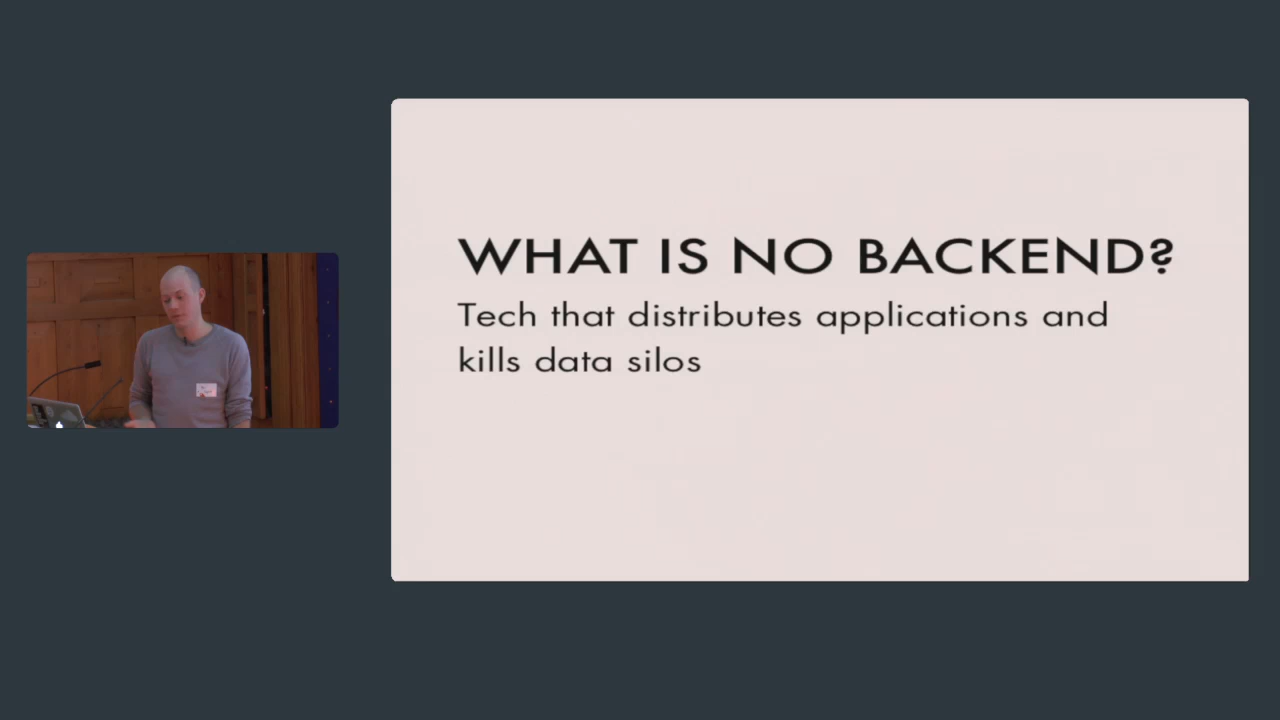 WHAT IS NO BACKEND?
Tech that distributes applications and
kills data silos